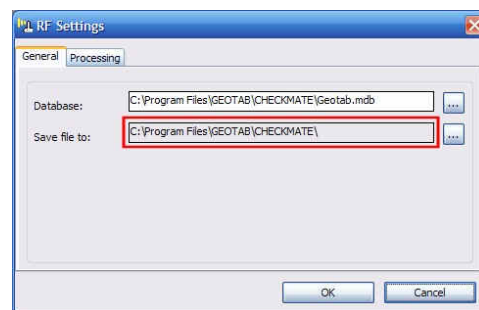 RF Settings
General Processing
Database: C:\Program Files\GEOTAB\CHECKMATE\Geotab.mdb ...
Save file to: C:\Program Files\GEOTAB\CHECKMATE\ ...
OK Cancel